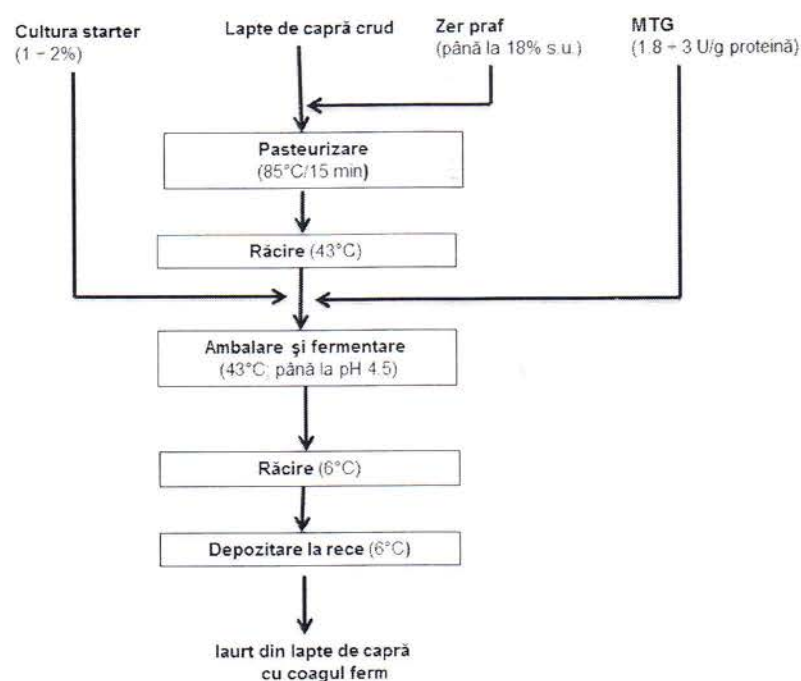 Cultura starter
(1 – 2%)
Lapte de capră crud
Zer praf
(până la 18% s.u.)
MTG
(1.8 ÷ 3 U/g proteină)
Pasteurizare
(85°C/15 min)
Răcire (43°C)
Ambalare şi fermentare
(43°C; până la pH 4.5)
Răcire (6°C)
Depozitare la rece (6°C)
Iaurt din lapte de capră
cu coagul ferm